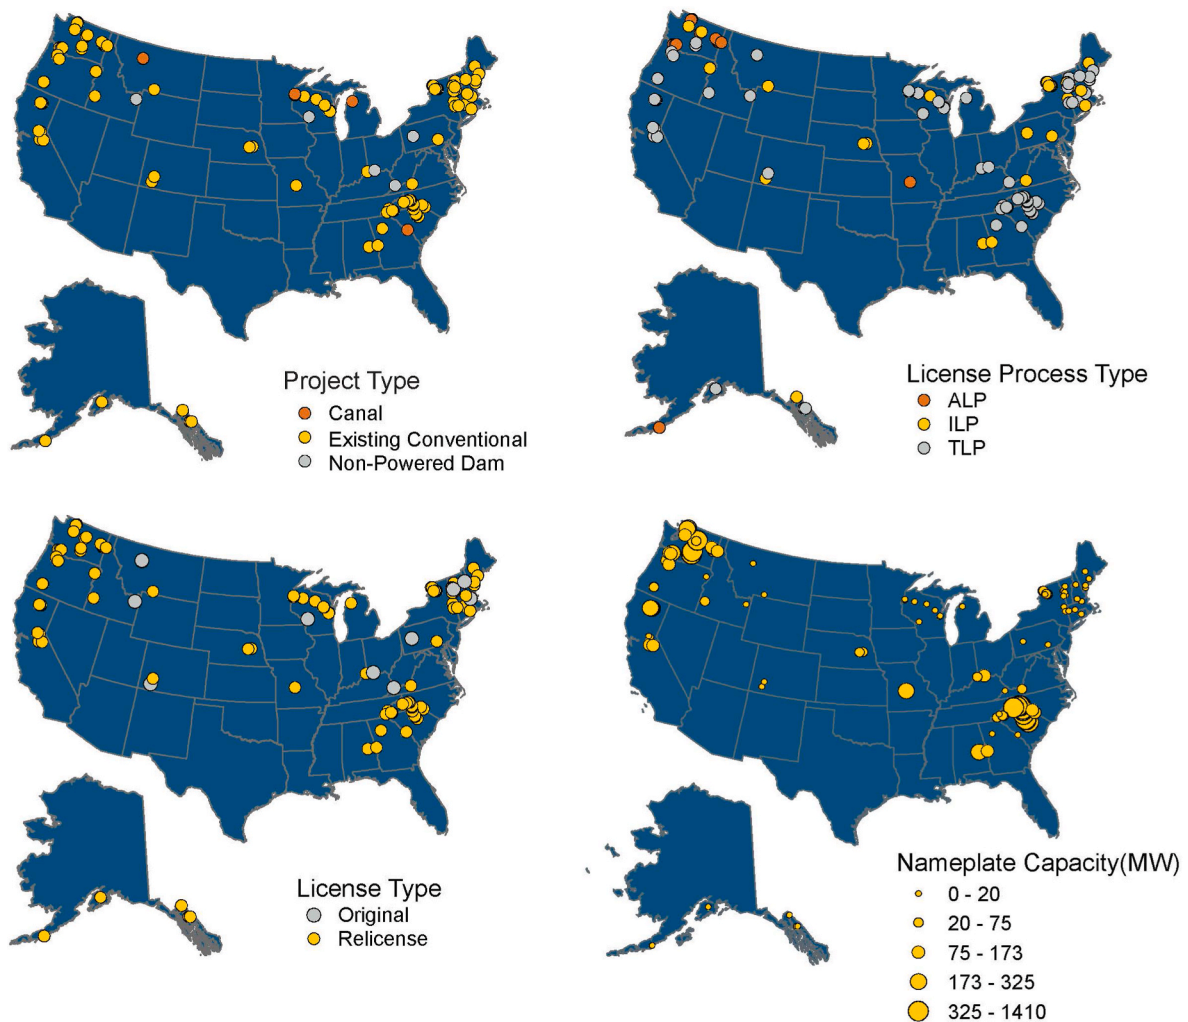 Project Type
Canal
Existing Conventional
Non-Powered Dam
License Process Type
ALP
ILP
TLP
License Type
Original
Relicense
Nameplate Capacity(MW)
0 - 20
20 - 75
75 - 173
173 - 325
325 - 1410